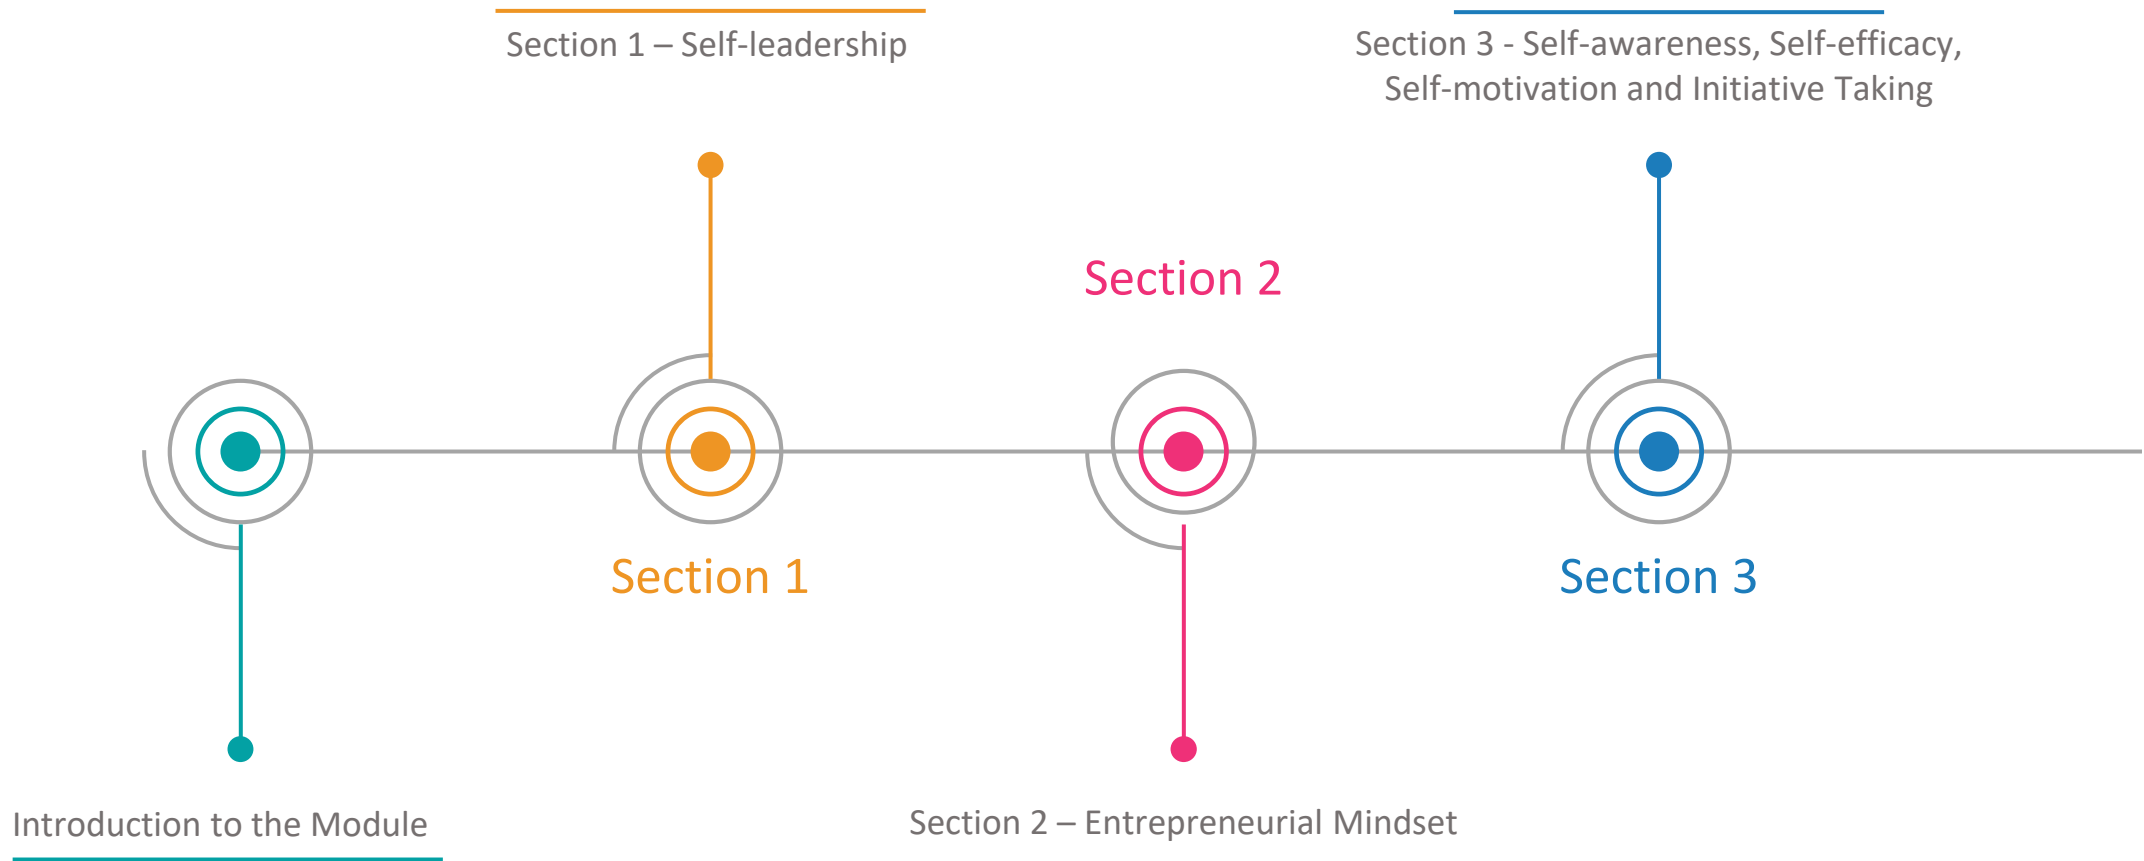 Section 1 – Self-leadership
Section 3 - Self-awareness, Self-efficacy,
Self-motivation and Initiative Taking
Section 2
Section 1
Section 3
Introduction to the Module
Section 2 – Entrepreneurial Mindset